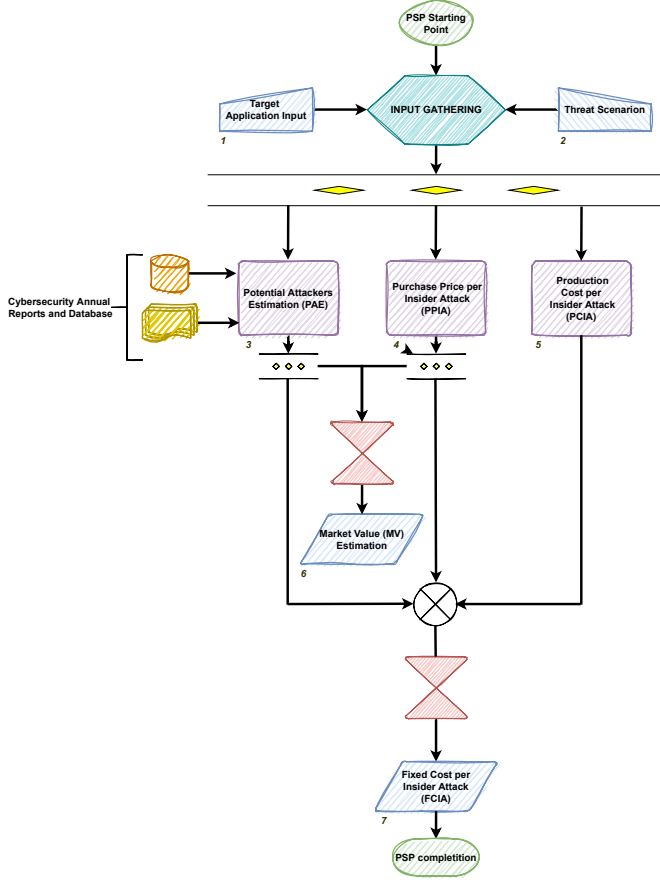 PSP Starting
Point
Target
Application Input
1
INPUT GATHERING
Threat Scenarion
2
Cybersecurity Annual
Reports and Database
Potential Attackers
Estimation (PAE)
3
Purchase Price per
Insider Attack
(PPIA)
4
Production
Cost per
Insider Attack
(PCIA)
5
Market Value (MV)
Estimation
6
Fixed Cost per
Insider Attack
(FCIA)
7
PSP completition